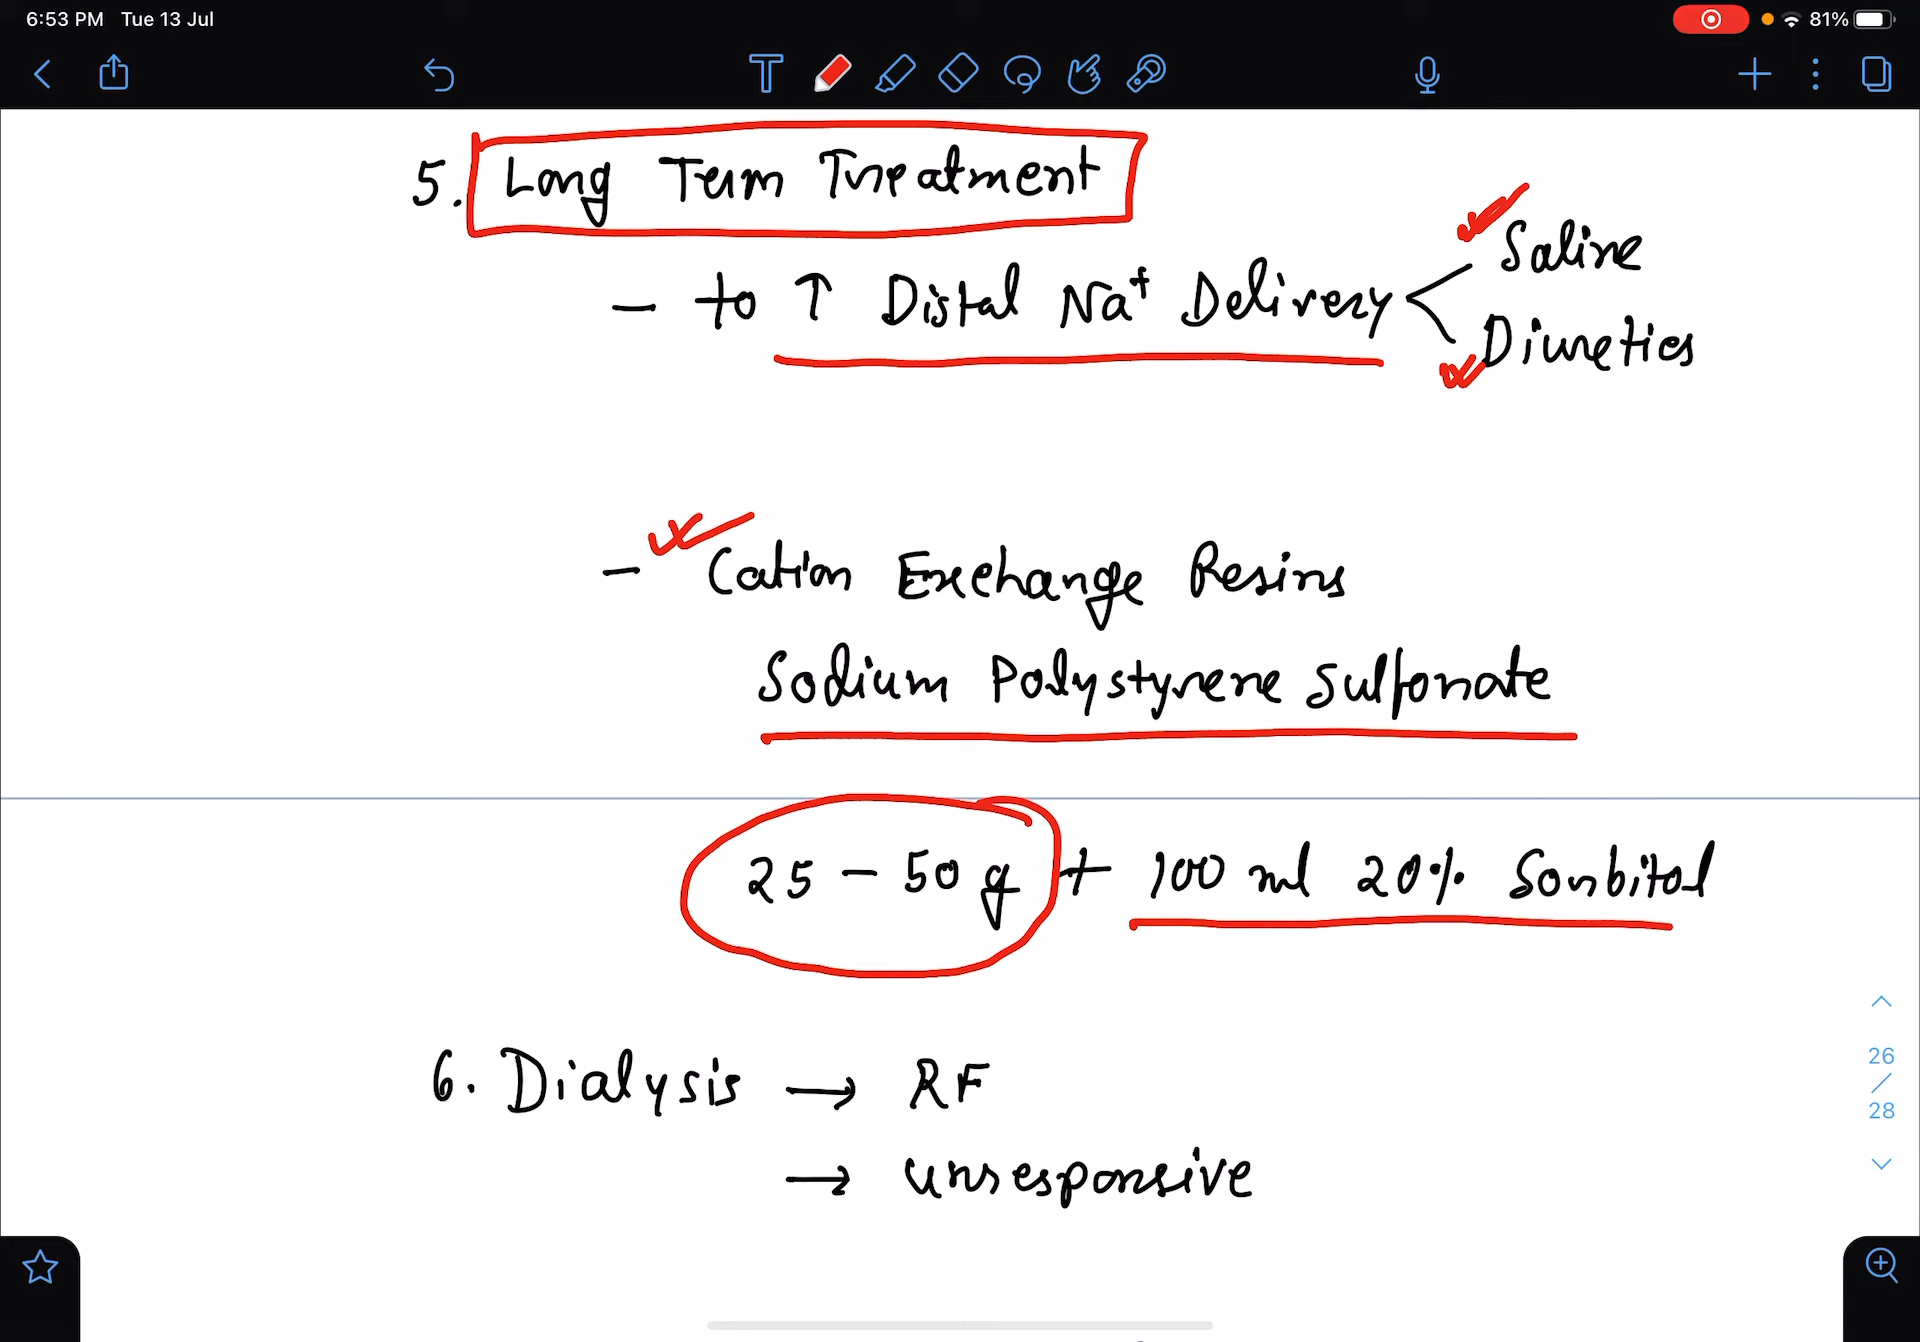 6:53 PM Tue 13 Jul
81%
5. Long Term Treatment
- to ↑ Distal Na+ Delivery
Saline
Diuretics
- Cation Exchange Resins
Sodium Polystyrene Sulfonate
25 - 50 g + 100 ml 20% Sorbitol
6. Dialysis → RF
→ unresponsive
26
/
28